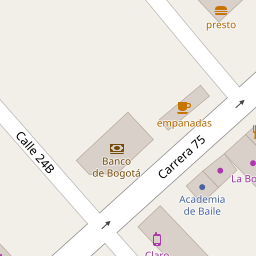 presto
empanadas
Calle 24B
Banco
de Bogotá
Carrera 75
La Bo
Academia
de Baile
Claro